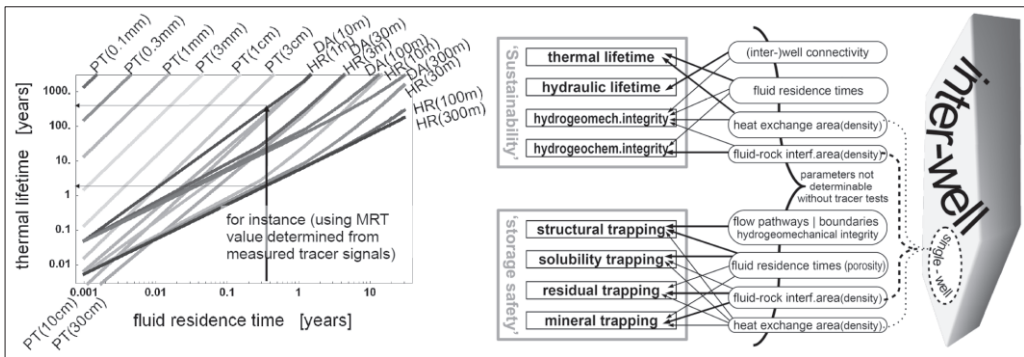 PT(0.1mm)
PT(0.3mm)
PT(1mm)
PT(3mm)
PT(1cm)
PT(3cm)
DA(10m)
HR(1m)
DA(30m)
HR(3m)
DA(100m)
HR(10m)
DA(300m)
HR(30m)
HR(100m)
HR(300m)
thermal lifetime [years]
1000.
100.
10.
1
0.1
0.01
for instance (using MRT
value determined from
measured tracer signals)
0.001
0.01
0.1
1
10
PT(10cm)
PT(30cm)
fluid residence time [years]
'Sustainability'
thermal lifetime
hydraulic lifetime
hydrogeomech.integrity
hydrogeochem.integrity
(inter-)well connectivity
fluid residence times
heat exchange area(density)
fluid-rock interf.area(density)
parameters not
determinable
without tracer tests
'storage safety'
structural trapping
solubility trapping
residual trapping
mineral trapping
flow pathways | boundaries
hydrogeomechanical integrity
fluid residence times (porosity)
fluid-rock interf.area(density)
heat exchange area(density)
inter-well
single-well